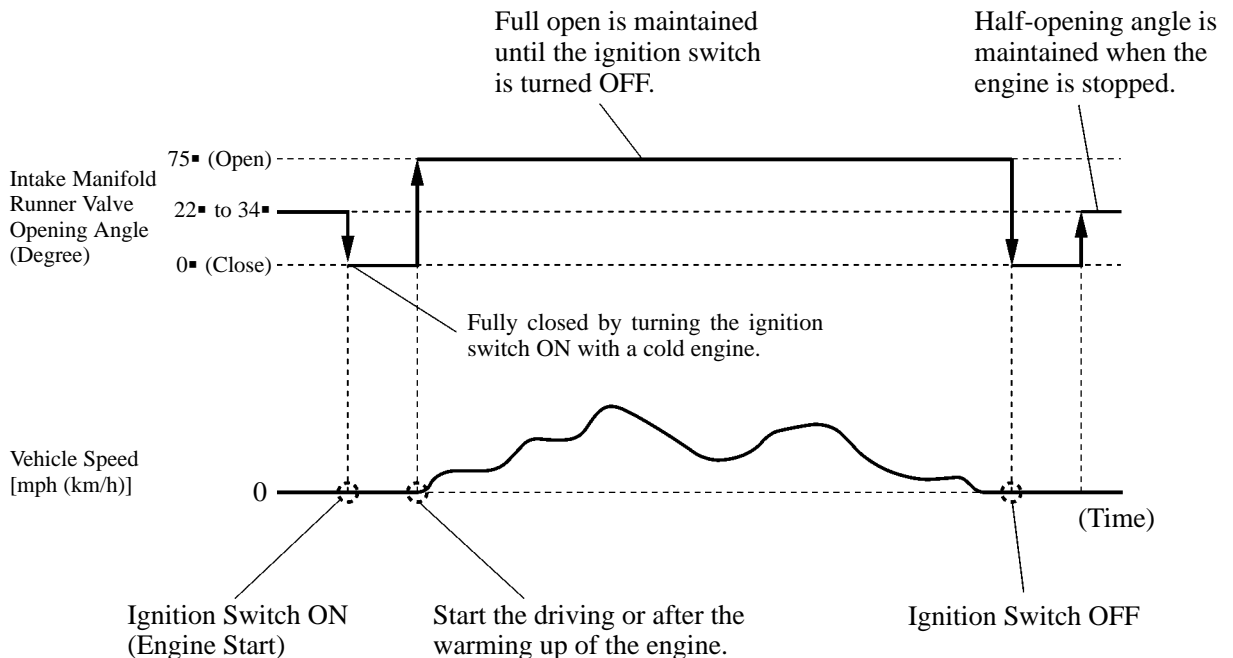 Full open is maintained
until the ignition switch
is turned OFF.
Half-opening angle is
maintained when the
engine is stopped.
75■ (Open)
Intake Manifold
Runner Valve
Opening Angle
(Degree)
22■ to 34■
0■ (Close)
Fully closed by turning the ignition
switch ON with a cold engine.
Vehicle Speed
[mph (km/h)]
0
(Time)
Ignition Switch ON
(Engine Start)
Start the driving or after the
warming up of the engine.
Ignition Switch OFF